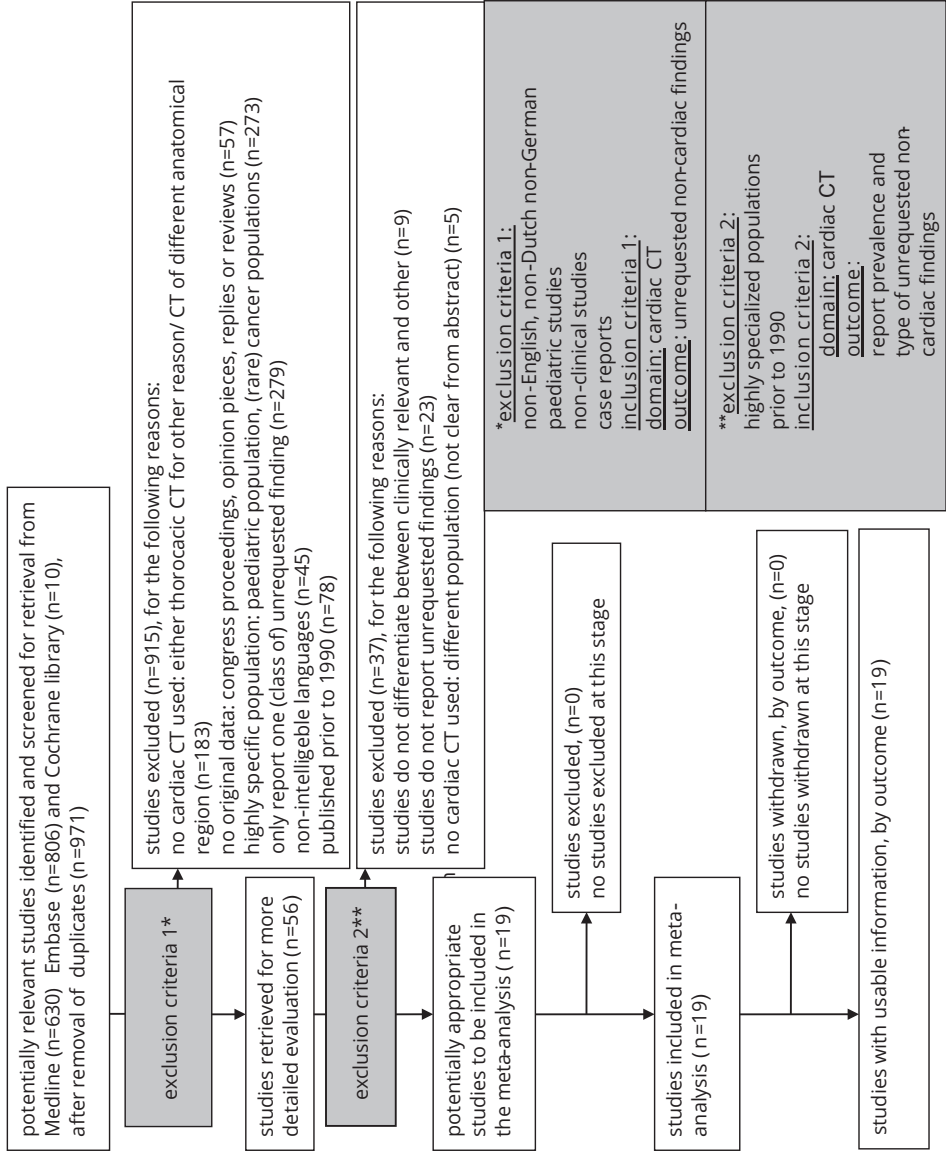 potentially relevant studies identified and screened for retrieval from
Medline (n=630) Embase (n=806) and Cochrane library (n=10),
after removal of duplicates (n=971)
exclusion criteria 1*
studies excluded (n=915), for the following reasons:
no cardiac CT used: either thorocacic CT for other reason/ CT of different anatomical
region (n=183)
no original data: congress proceedings, opinion pieces, replies or reviews (n=57)
highly specific population: paediatric population, (rare) cancer populations (n=273)
only report one (class of) unrequested finding (n=279)
non-intelligeble languages (n=45)
published prior to 1990 (n=78)
studies retrieved for more
detailed evaluation (n=56)
exclusion criteria 2**
studies excluded (n=37), for the following reasons:
studies do not differentiate between clinically relevant and other (n=9)
studies do not report unrequested findings (n=23)
no cardiac CT used: different population (not clear from abstract) (n=5)
potentially appropriate
studies to be included in
the meta-analysis (n=19)
studies excluded, (n=0)
no studies excluded at this stage
studies included in meta-
analysis (n=19)
studies withdrawn, by outcome, (n=0)
no studies withdrawn at this stage
studies with usable information, by outcome (n=19)
*exclusion criteria 1:
non-English, non-Dutch non-German
paediatric studies
non-clinical studies
case reports
inclusion criteria 1:
domain: cardiac CT
outcome: unrequested non-cardiac findings
**exclusion criteria 2:
highly specialized populations
prior to 1990
inclusion criteria 2:
domain: cardiac CT
outcome:
report prevalence and
type of unrequested non-
cardiac findings